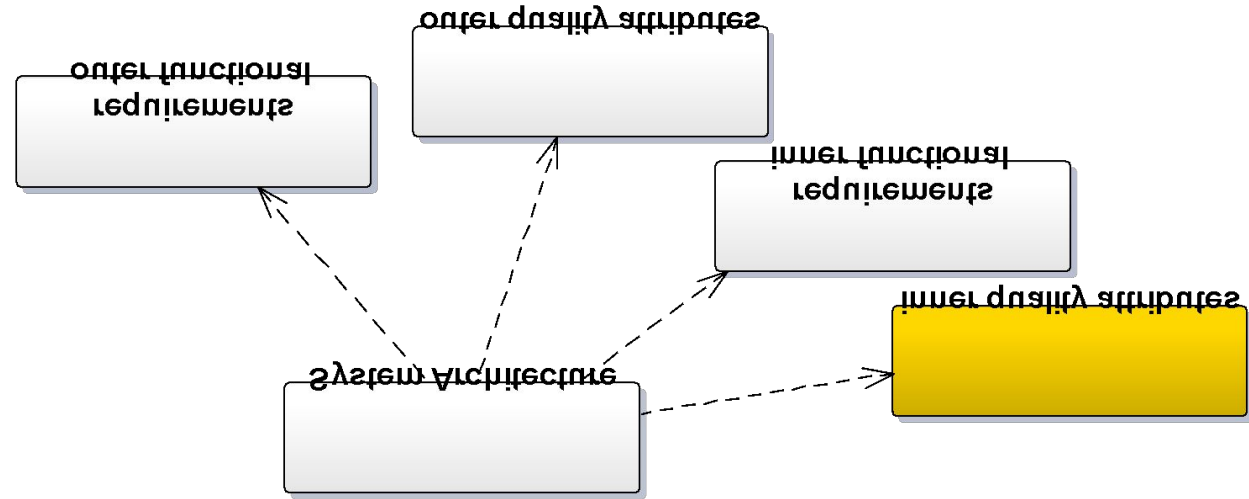 outer quality attributes
outer functional
requirements
inner functional
requirements
inner quality attributes
System Architecture